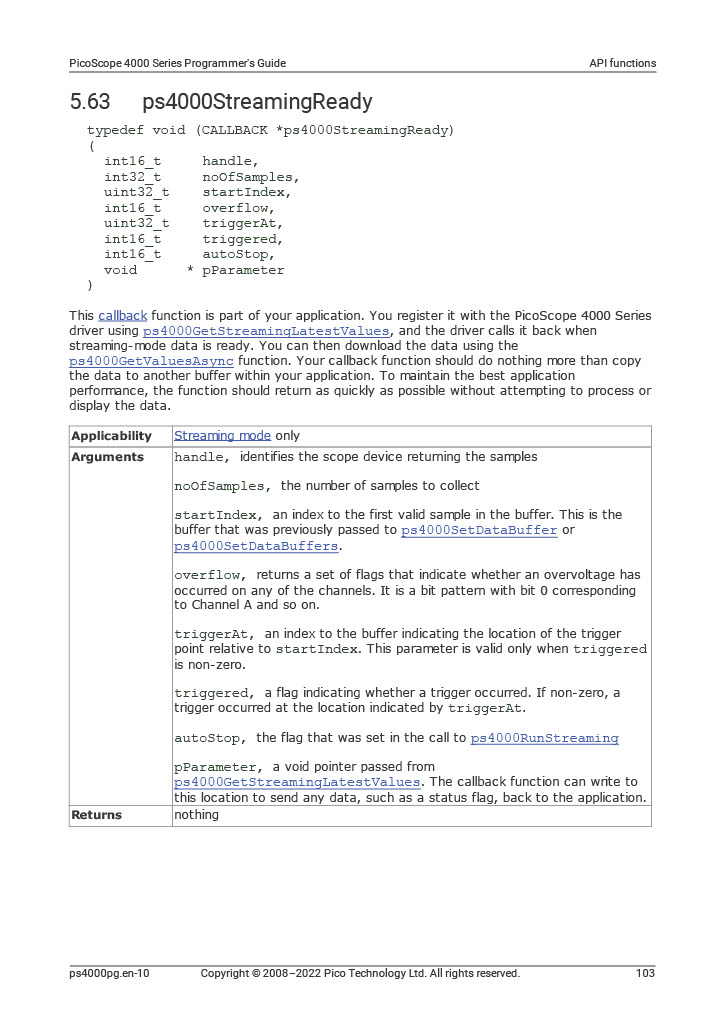 PicoScope 4000 Series Programmer's Guide API functions
5.63 ps4000StreamingReady
typedef void (CALLBACK *ps4000StreamingReady)
(
int16_t handle,
int32_t noOfSamples,
uint32_t startIndex,
int16_t overflow,
uint32_t triggerAt,
int16_t triggered,
int16_t autoStop,
void * pParameter
)
This callback function is part of your application. You register it with the PicoScope 4000 Series
driver using ps4000GetStreamingLatestValues, and the driver calls it back when
streaming-mode data is ready. You can then download the data using the
ps4000GetValuesAsync function. Your callback function should do nothing more than copy
the data to another buffer within your application. To maintain the best application
performance, the function should return as quickly as possible without attempting to process or
display the data.
Applicability Streaming mode only
Arguments handle, identifies the scope device returning the samples
noOfSamples, the number of samples to collect
startIndex, an index to the first valid sample in the buffer. This is the
buffer that was previously passed to ps4000SetDataBuffer or
ps4000SetDataBuffers.
overflow, returns a set of flags that indicate whether an overvoltage has
occurred on any of the channels. It is a bit pattern with bit 0 corresponding
to Channel A and so on.
triggerAt, an index to the buffer indicating the location of the trigger
point relative to startIndex. This parameter is valid only when triggered
is non-zero.
triggered, a flag indicating whether a trigger occurred. If non-zero, a
trigger occurred at the location indicated by triggerAt.
autoStop, the flag that was set in the call to ps4000RunStreaming
pParameter, a void pointer passed from
ps4000GetStreamingLatestValues. The callback function can write to
this location to send any data, such as a status flag, back to the application.
Returns nothing
ps4000pg.en-10 Copyright © 2008–2022 Pico Technology Ltd. All rights reserved. 103